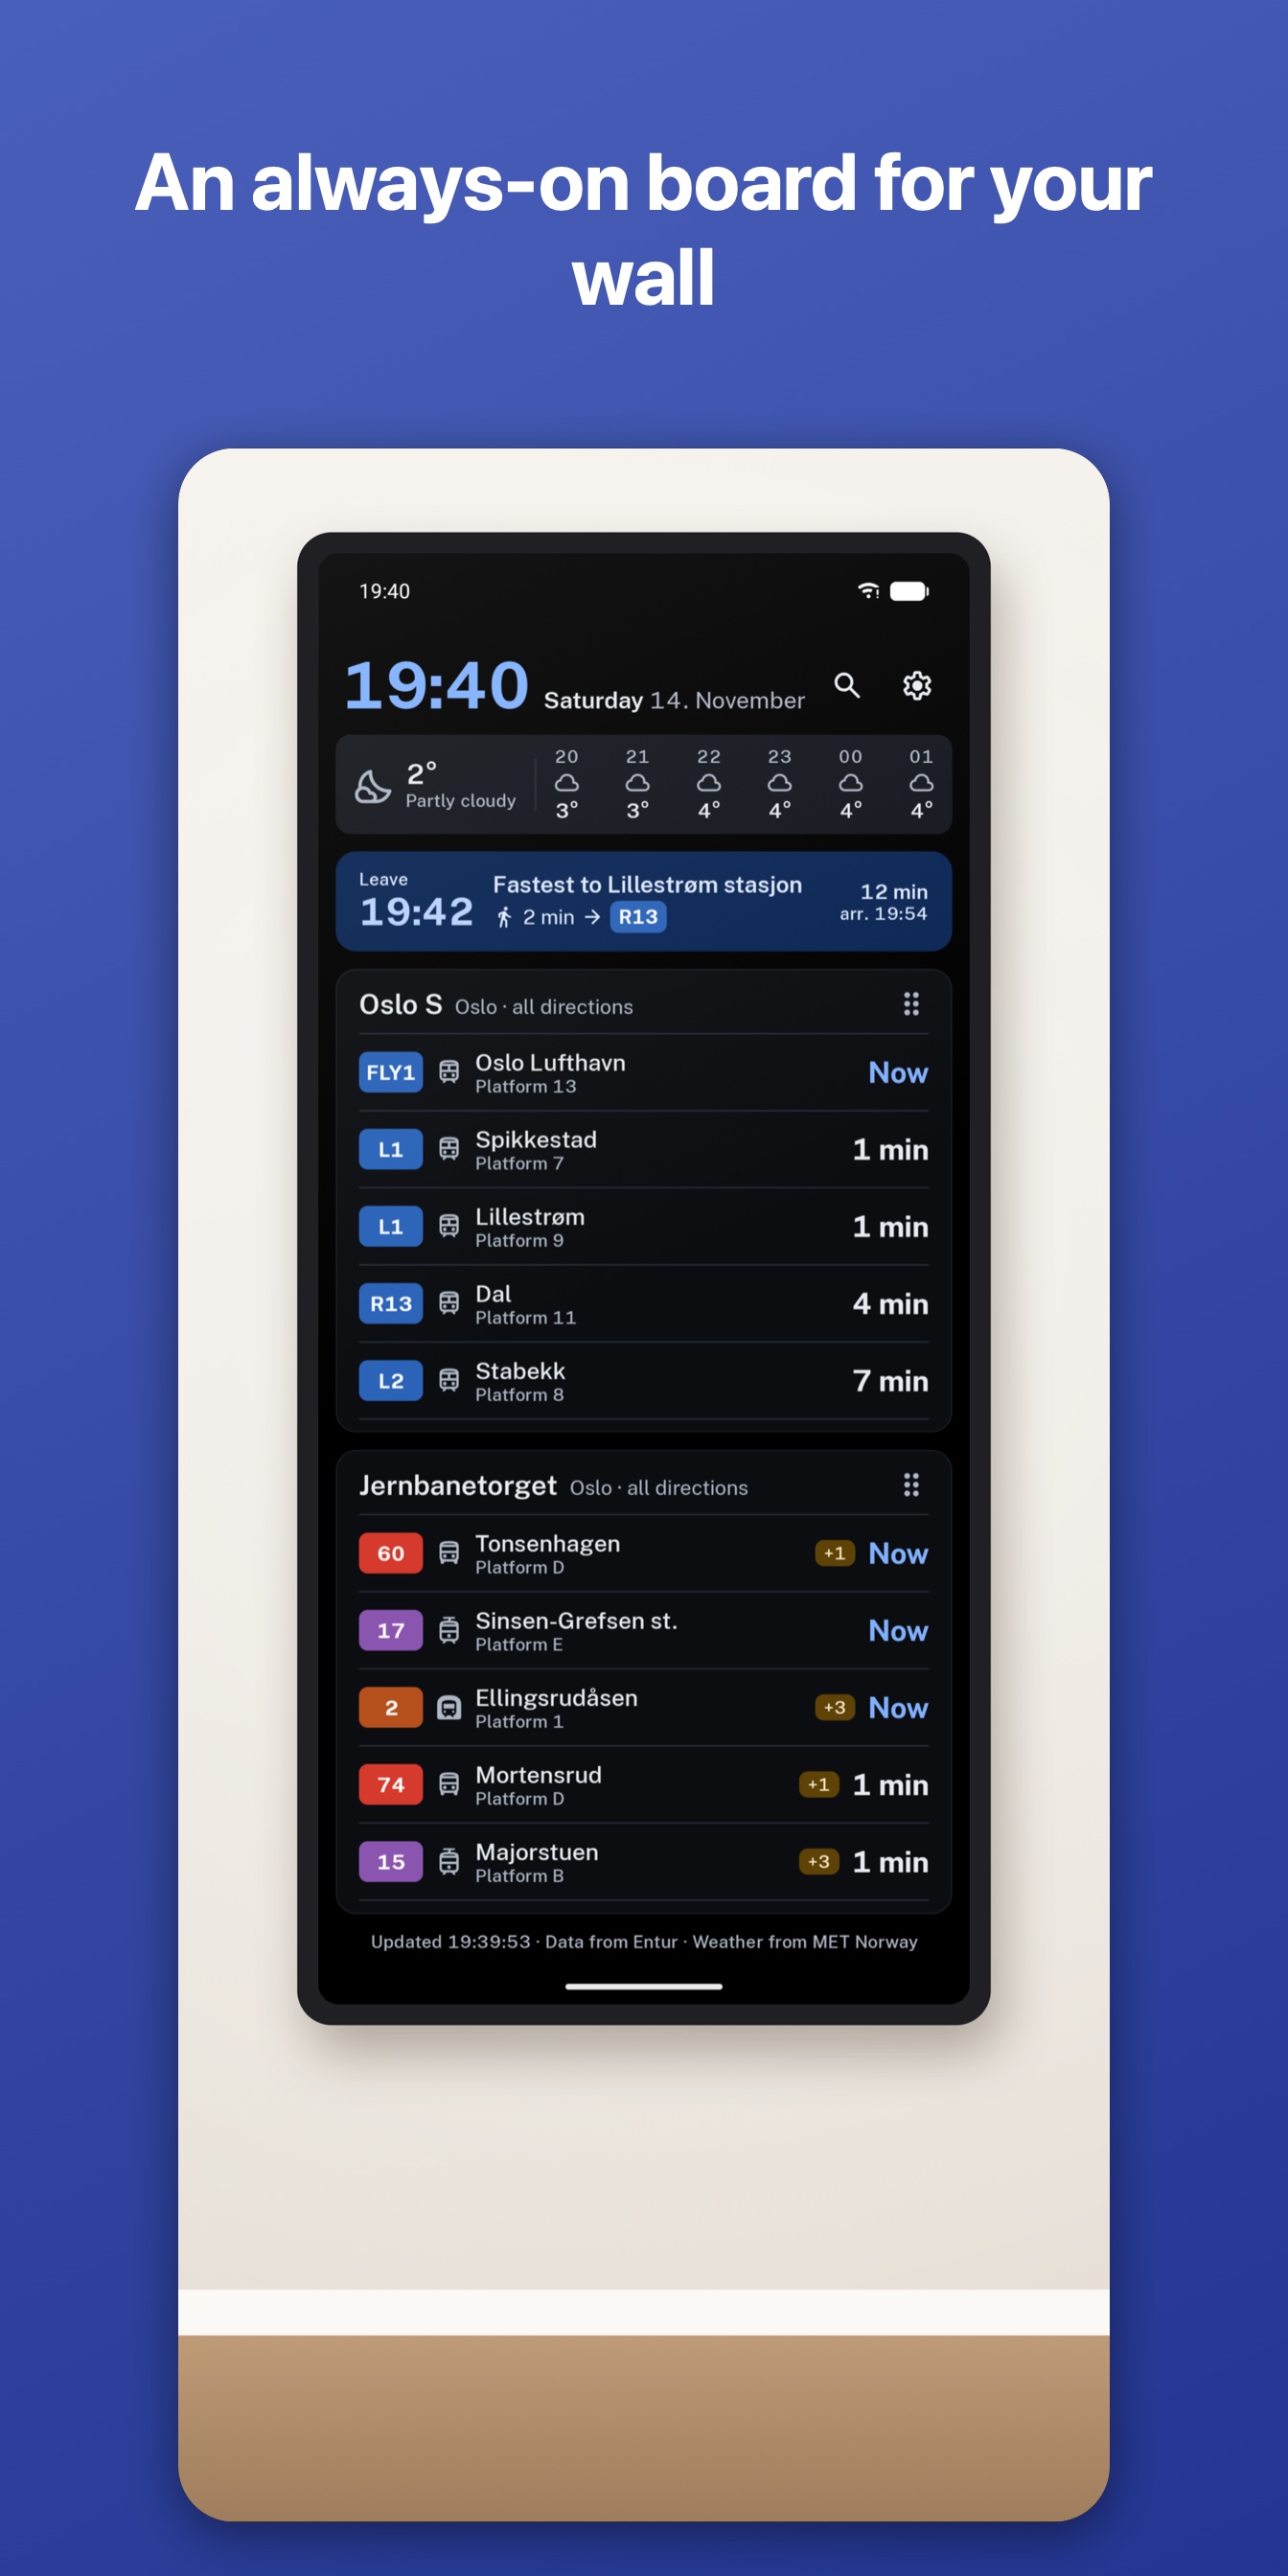 An always-on board for your
wall
19:40
19:40 Saturday 14. November
2° Partly cloudy
20 21 22 23 00 01
3° 3° 4° 4° 4° 4°
Leave
19:42
Fastest to Lillestrøm stasjon
2 min → R13
12 min
arr. 19:54
Oslo S Oslo · all directions
FLY1 Oslo Lufthavn Now
Platform 13
L1 Spikkestad 1 min
Platform 7
L1 Lillestrøm 1 min
Platform 9
R13 Dal 4 min
Platform 11
L2 Stabekk 7 min
Platform 8
Jernbanetorget Oslo · all directions
60 Tonsenhagen +1 Now
Platform D
17 Sinsen-Grefsen st. Now
Platform E
2 Ellingsrudåsen +3 Now
Platform 1
74 Mortensrud +1 1 min
Platform D
15 Majorstuen +3 1 min
Platform B
Updated 19:39:53 · Data from Entur · Weather from MET Norway